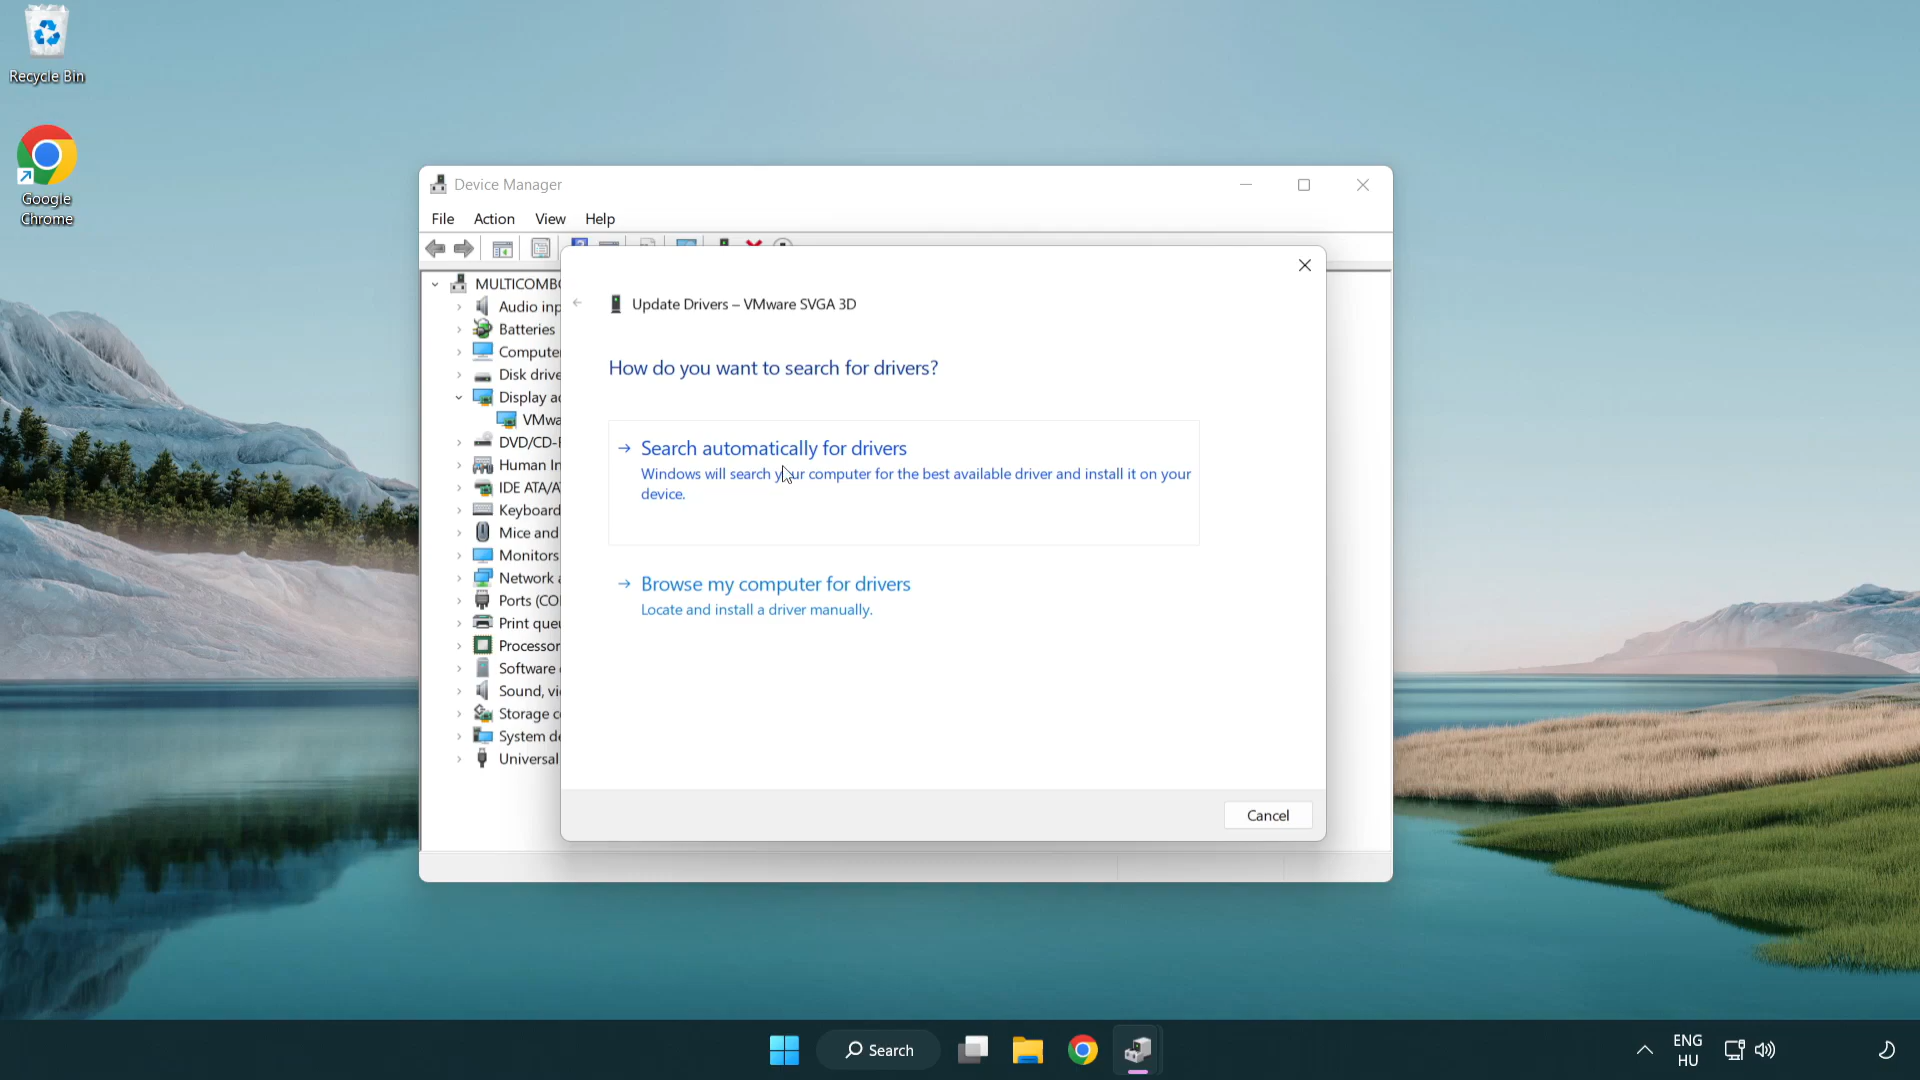 Recycle Bin
Google
Chrome
Device Manager
File Action View Help
MULTICOMBO
Audio inp
Batteries
Compute
Disk drive
Display a
VMwa
DVD/CD-
Human In
IDE ATA/A
Keyboard
Mice and
Monitors
Network
Ports (CO
Print que
Processor
Software
Sound, vi
Storage c
System de
Universal
Update Drivers – VMware SVGA 3D
How do you want to search for drivers?
Search automatically for drivers
Windows will search your computer for the best available driver and install it on your
device.
Browse my computer for drivers
Locate and install a driver manually.
Cancel
Search
ENG
HU